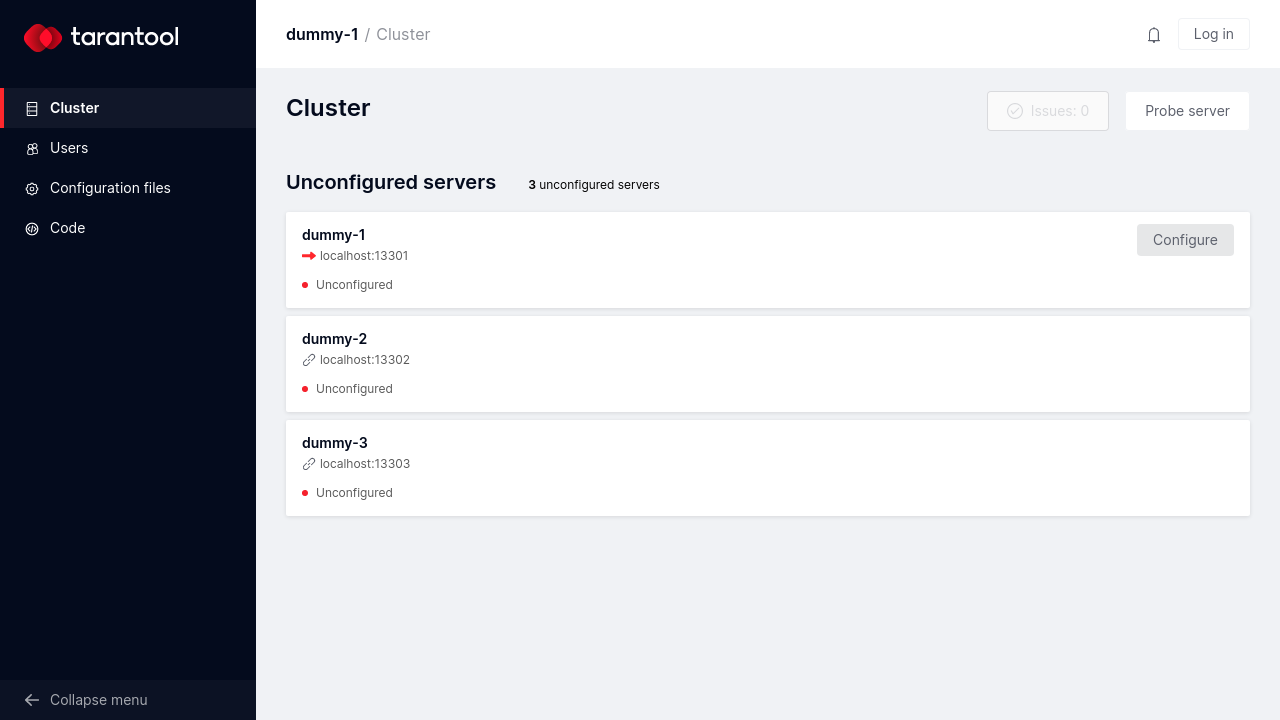 tarantool
Cluster
Users
Configuration files
Code
Collapse menu
dummy-1 / Cluster
Log in
Cluster
Issues: 0
Probe server
Unconfigured servers
3 unconfigured servers
dummy-1
localhost:13301
Unconfigured
Configure
dummy-2
localhost:13302
Unconfigured
dummy-3
localhost:13303
Unconfigured